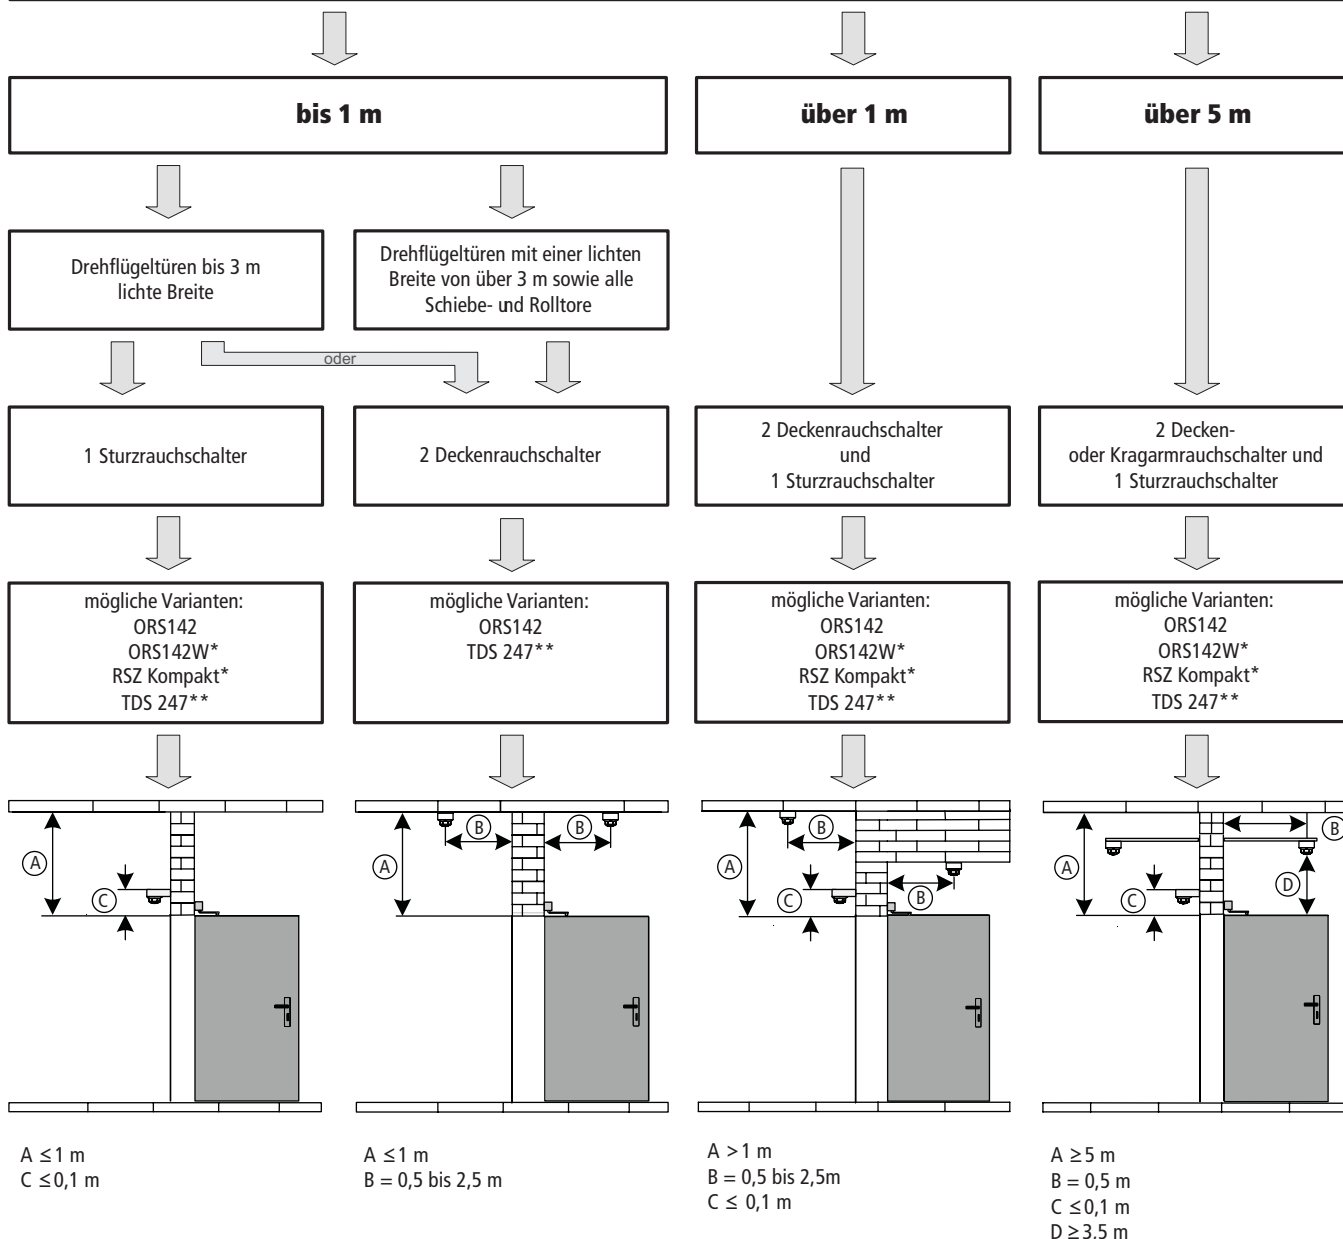 bis 1 m
über 1 m
über 5 m
Drehflügeltüren bis 3 m
lichte Breite
Drehflügeltüren mit einer lichten
Breite von über 3 m sowie alle
Schiebe- und Rolltore
oder
1 Sturzrauchschalter
2 Deckenrauchschalter
2 Deckenrauchschalter
und
1 Sturzrauchschalter
2 Decken-
oder Kragarmrauchschalter und
1 Sturzrauchschalter
mögliche Varianten:
ORS142
ORS142W*
RSZ Kompakt*
TDS 247**
mögliche Varianten:
ORS142
TDS 247**
mögliche Varianten:
ORS142
ORS142W*
RSZ Kompakt*
TDS 247**
mögliche Varianten:
ORS142
ORS142W*
RSZ Kompakt*
TDS 247**
A
C
A
B
B
A
B
C
B
A
B
C
D
A ≤1 m
C ≤0,1 m
A ≤1 m
B = 0,5 bis 2,5 m
A >1 m
B = 0,5 bis 2,5m
C ≤ 0,1 m
A ≥5 m
B = 0,5 m
C ≤0,1 m
D ≥3,5 m